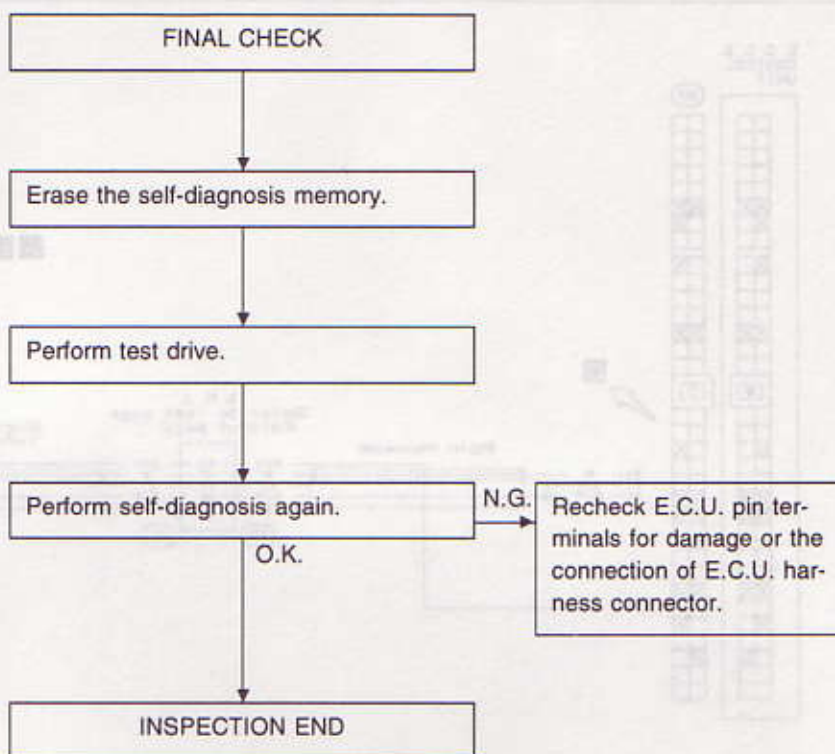 FINAL CHECK
Erase the self-diagnosis memory.
Perform test drive.
Perform self-diagnosis again.
N.G.
Recheck E.C.U. pin ter-
minals for damage or the
connection of E.C.U. har-
ness connector.
O.K.
INSPECTION END